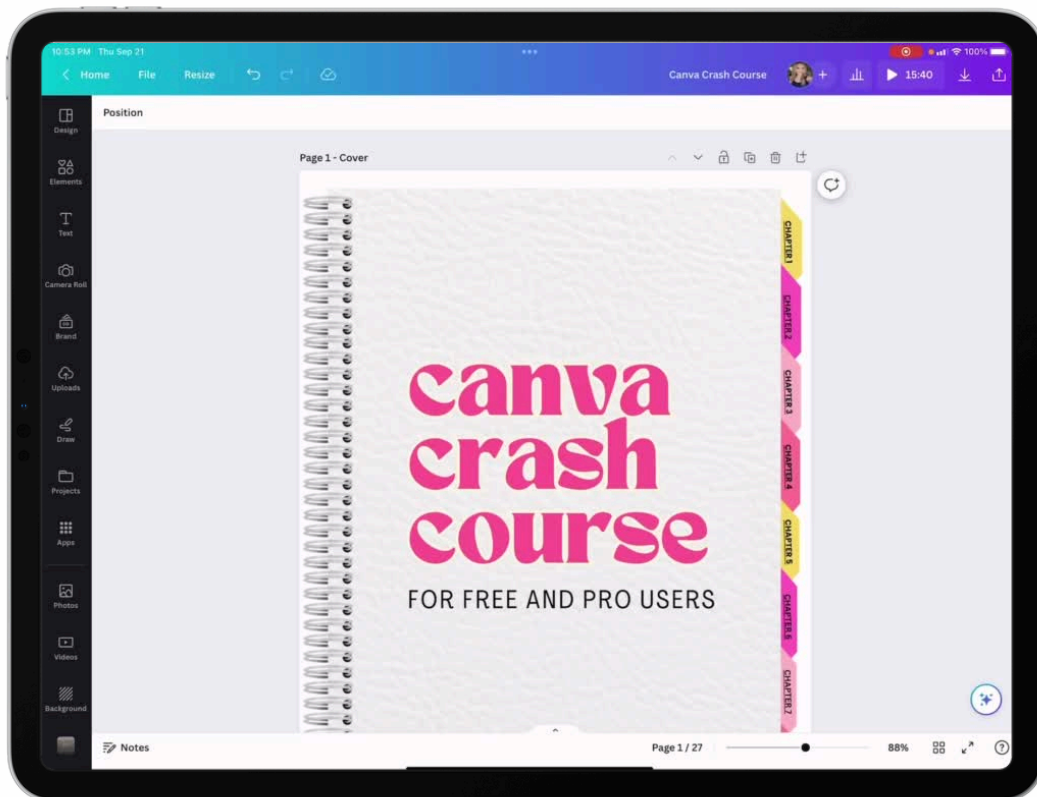 10:53 PM Thu Sep 21
100%
Home File Resize Canva Crash Course + 15:40
Position
Design
Elements
Text
Camera Roll
Brand
Uploads
Draw
Projects
Apps
Photos
Videos
Background
Page 1 - Cover
CHAPTER 1
CHAPTER 2
CHAPTER 3
CHAPTER 4
CHAPTER 5
CHAPTER 6
CHAPTER 7
canva
crash
course
FOR FREE AND PRO USERS
Notes Page 1 / 27 88% ?